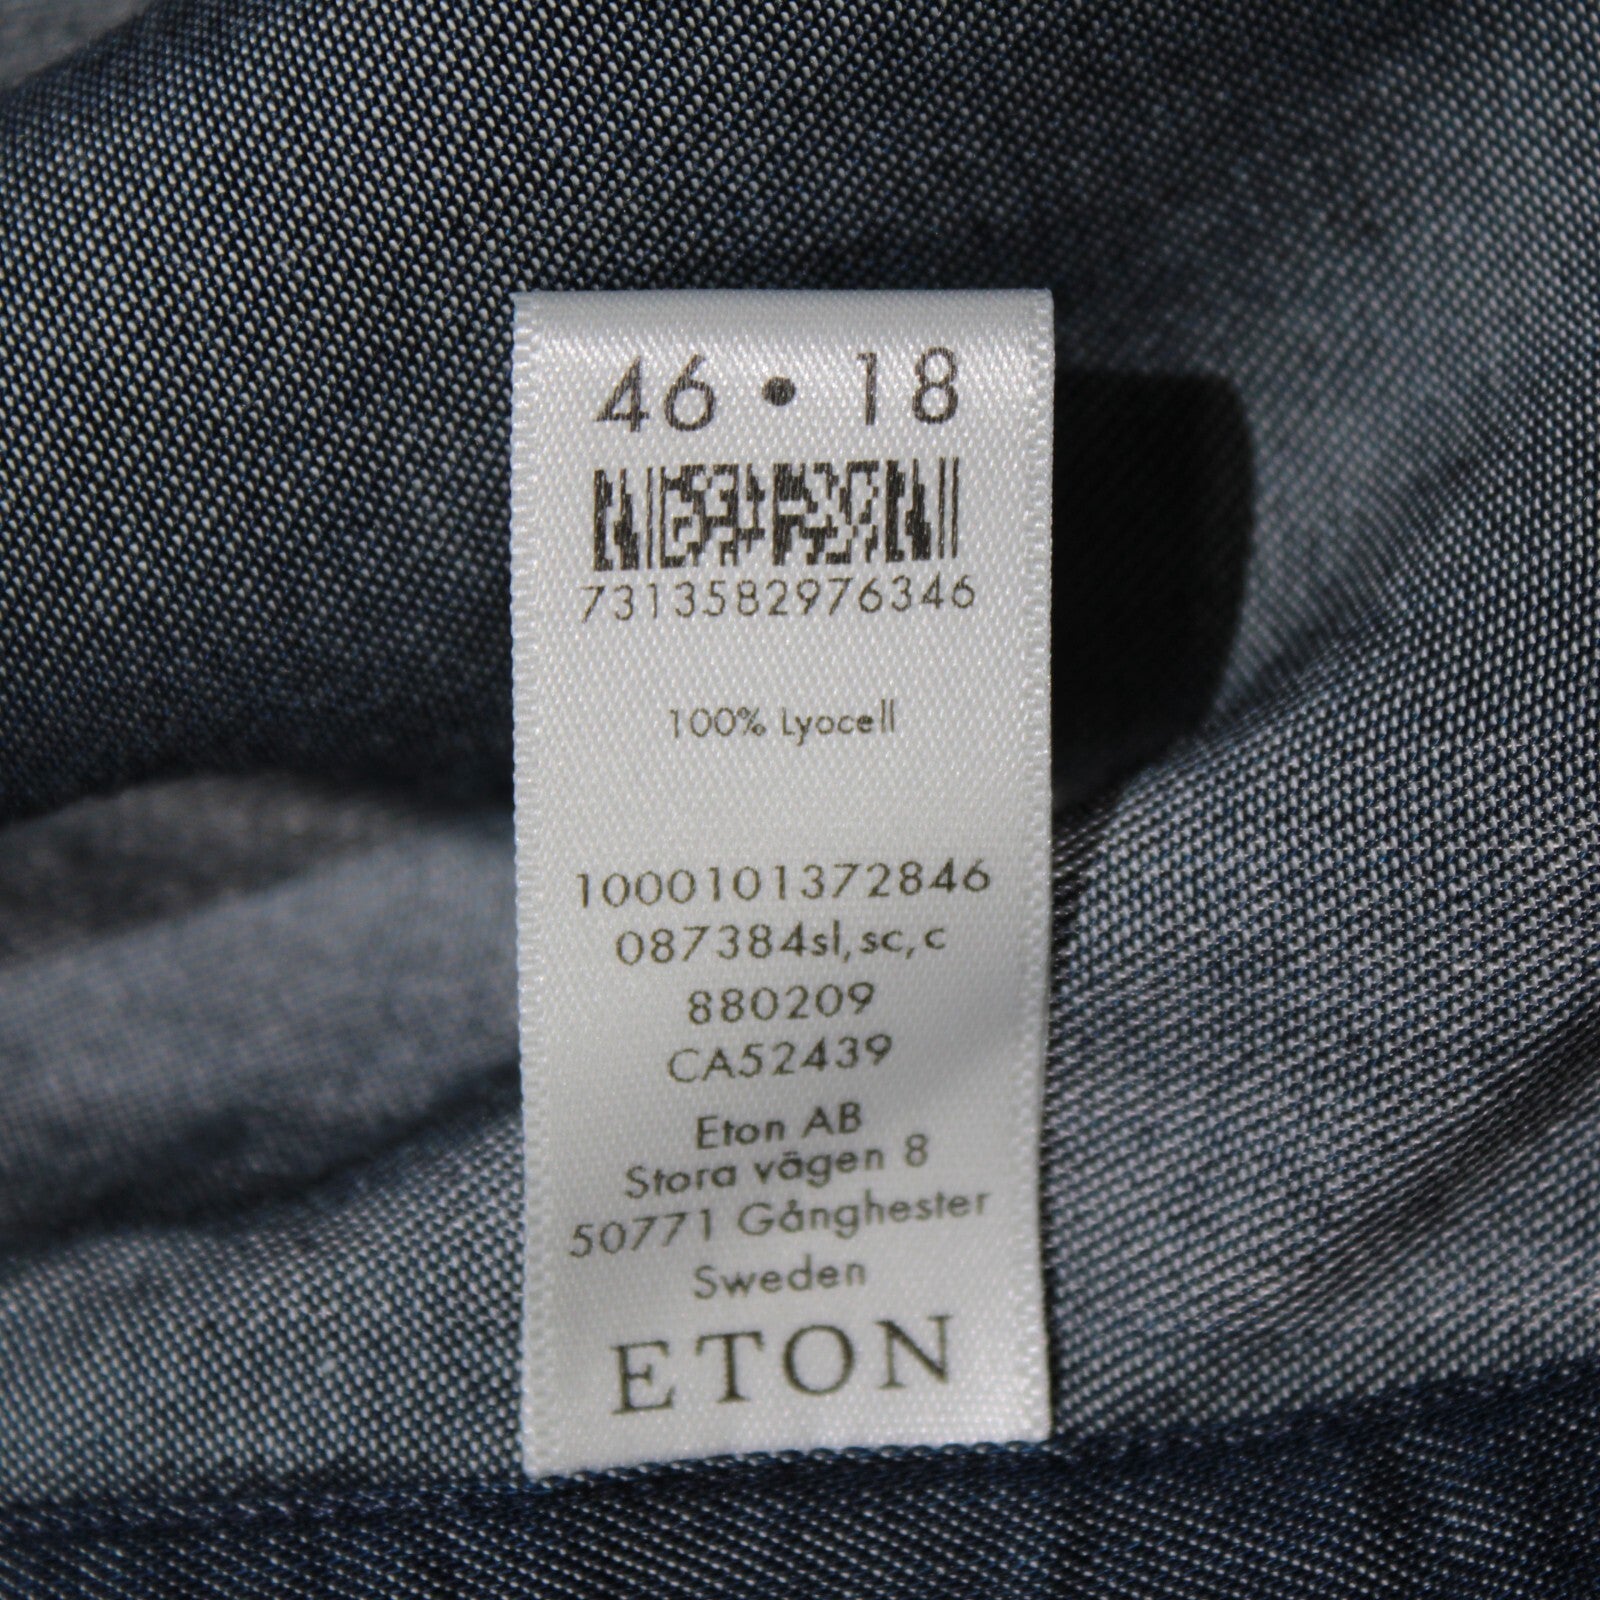 46 • 18
7313582976346
100% Lyocell
1000101372846
087384sl,sc,c
880209
CA52439
Eton AB
Stora vägen 8
50771 Gånghester
Sweden
ETON